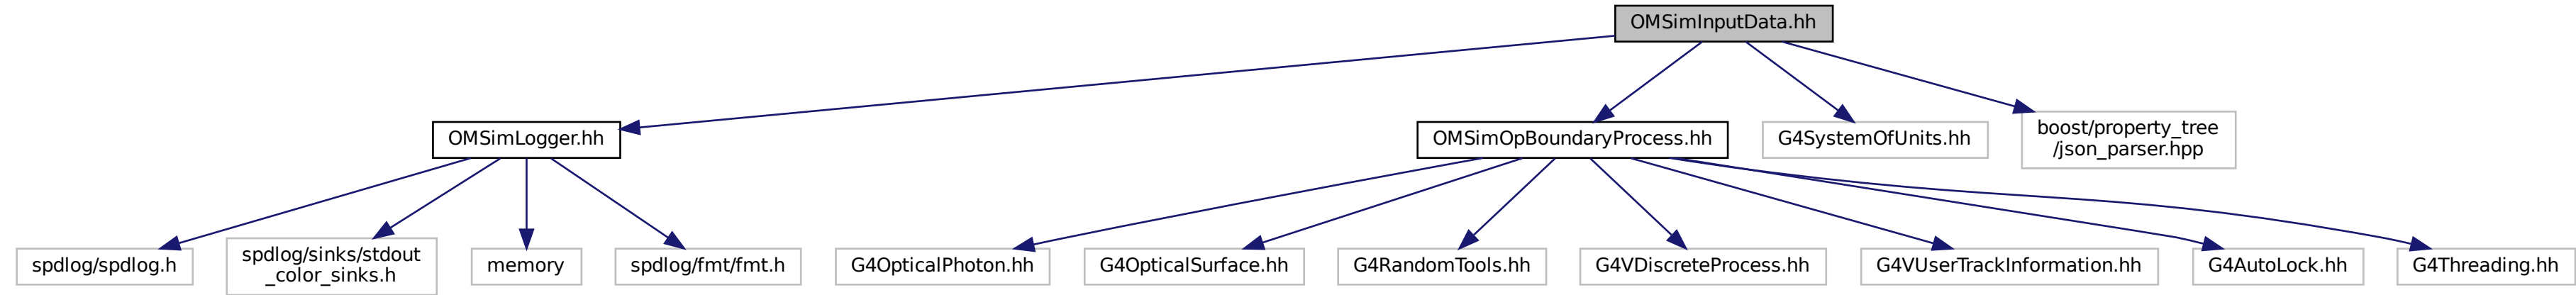 OMSimInputData.hh
OMSimLogger.hh
OMSimOpBoundaryProcess.hh
G4SystemOfUnits.hh
boost/property_tree
/json_parser.hpp
spdlog/spdlog.h
spdlog/sinks/stdout
_color_sinks.h
memory
spdlog/fmt/fmt.h
G4OpticalPhoton.hh
G4OpticalSurface.hh
G4RandomTools.hh
G4VDiscreteProcess.hh
G4VUserTrackInformation.hh
G4AutoLock.hh
G4Threading.hh